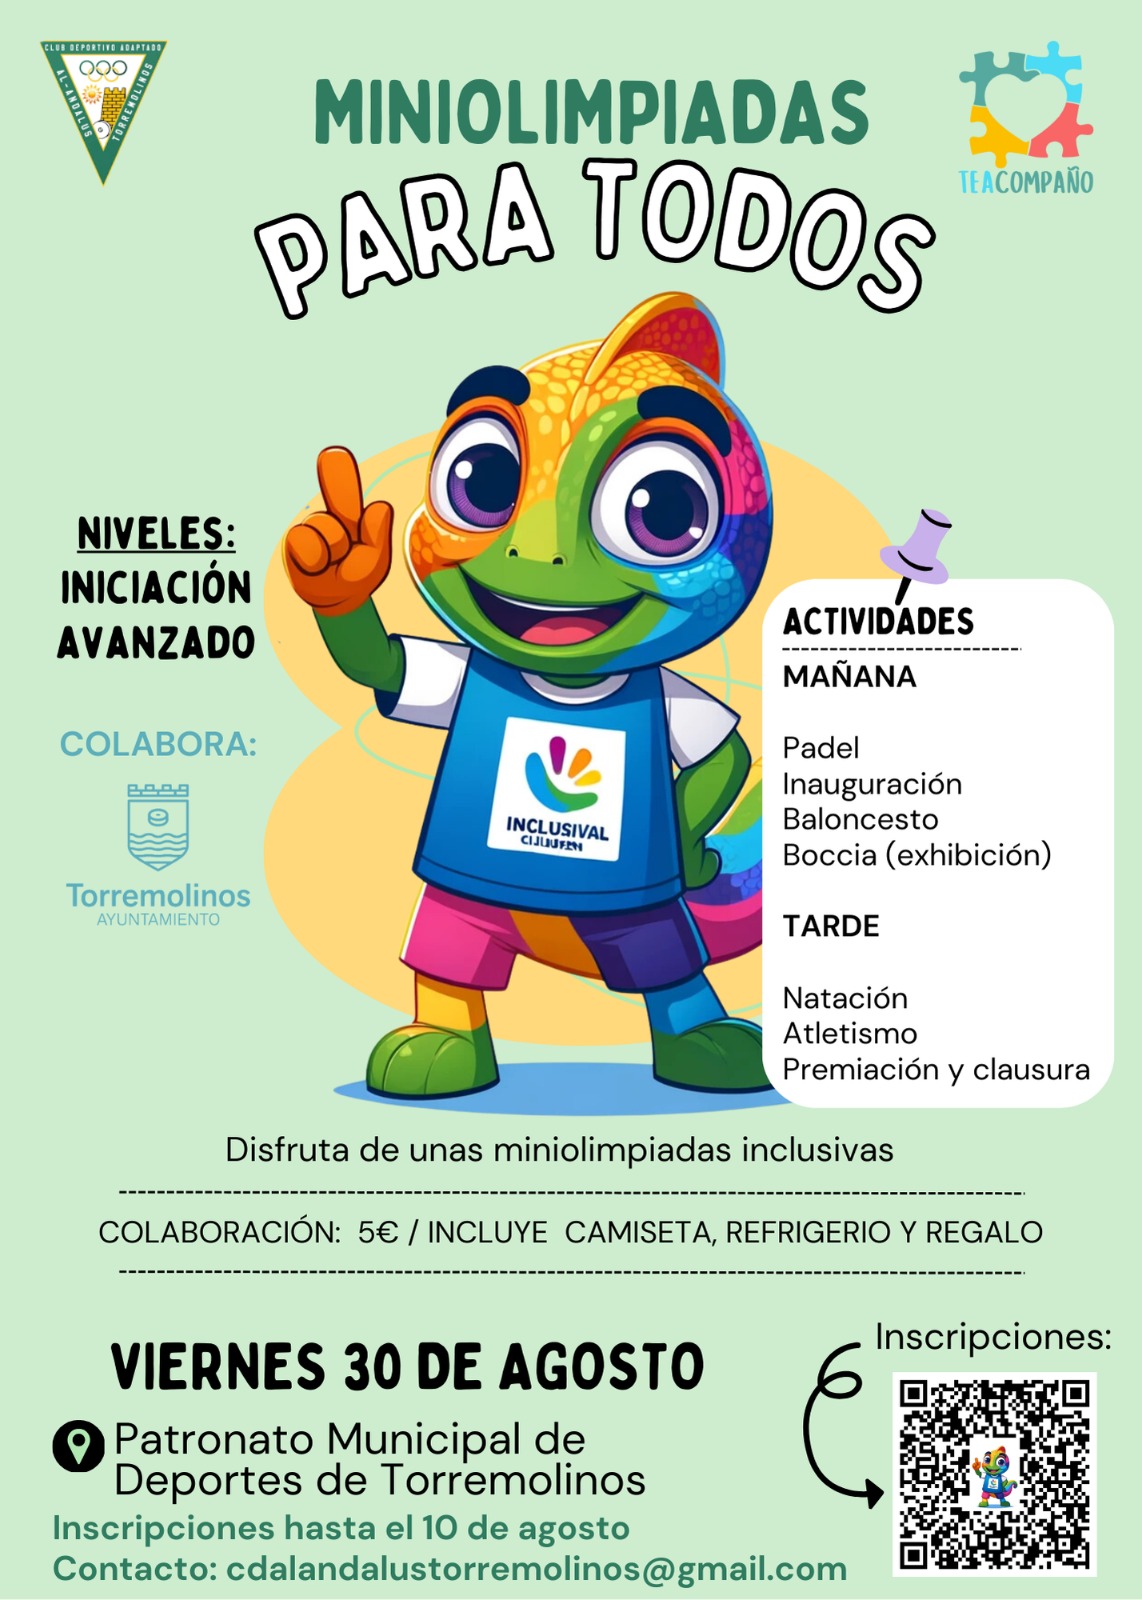 CLUB DEPORTIVO ADAPTADO
AL-ANDALUS
TORREMOLINOS
MINIOLIMPIADAS
PARA TODOS
TEACOMPAÑO
NIVELES:
INICIACIÓN
AVANZADO
COLABORA:
Torremolinos
AYUNTAMIENTO
INCLUSIVAL
ACTIVIDADES
MAÑANA
Padel
Inauguración
Baloncesto
Boccia (exhibición)
TARDE
Natación
Atletismo
Premiación y clausura
Disfruta de unas miniolimpiadas inclusivas
COLABORACIÓN: 5€ / INCLUYE CAMISETA, REFRIGERIO Y REGALO
VIERNES 30 DE AGOSTO
Patronato Municipal de
Deportes de Torremolinos
Inscripciones hasta el 10 de agosto
Contacto: cdalandalustorremolinos@gmail.com
Inscripciones: